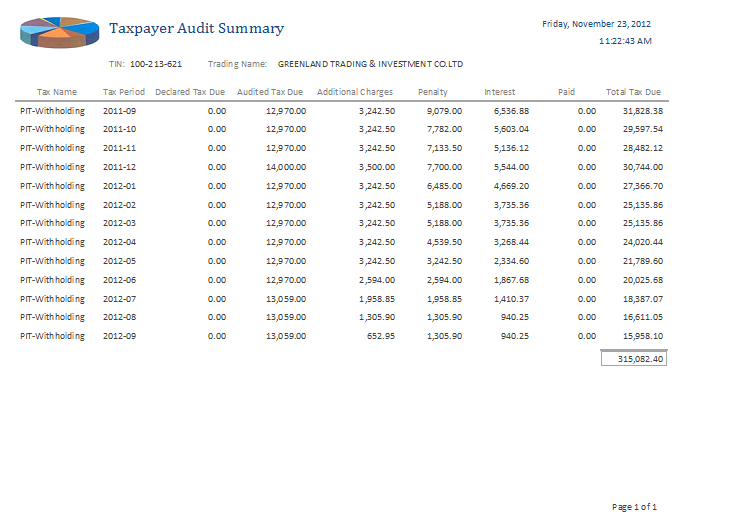 Taxpayer Audit Summary
Friday, November 23, 2012
11:22:43 AM
TIN: 100-213-621 Trading Name: GREENLAND TRADING & INVESTMENT CO.LTD
Tax Name Tax Period Declared Tax Due Audited Tax Due Additional Charges Penalty Interest Paid Total Tax Due
PIT-Withholding 2011-09 0.00 12,970.00 3,242.50 9,079.00 6,536.88 0.00 31,828.38
PIT-Withholding 2011-10 0.00 12,970.00 3,242.50 7,782.00 5,603.04 0.00 29,597.54
PIT-Withholding 2011-11 0.00 12,970.00 3,242.50 7,133.50 5,136.12 0.00 28,482.12
PIT-Withholding 2011-12 0.00 14,000.00 3,500.00 7,700.00 5,544.00 0.00 30,744.00
PIT-Withholding 2012-01 0.00 12,970.00 3,242.50 6,485.00 4,669.20 0.00 27,366.70
PIT-Withholding 2012-02 0.00 12,970.00 3,242.50 5,188.00 3,735.36 0.00 25,135.86
PIT-Withholding 2012-03 0.00 12,970.00 3,242.50 5,188.00 3,735.36 0.00 25,135.86
PIT-Withholding 2012-04 0.00 12,970.00 3,242.50 4,539.50 3,268.44 0.00 24,020.44
PIT-Withholding 2012-05 0.00 12,970.00 3,242.50 3,242.50 2,334.60 0.00 21,789.60
PIT-Withholding 2012-06 0.00 12,970.00 2,594.00 2,594.00 1,867.68 0.00 20,025.68
PIT-Withholding 2012-07 0.00 13,059.00 1,958.85 1,958.85 1,410.37 0.00 18,387.07
PIT-Withholding 2012-08 0.00 13,059.00 1,305.90 1,305.90 940.25 0.00 16,611.05
PIT-Withholding 2012-09 0.00 13,059.00 652.95 1,305.90 940.25 0.00 15,958.10
315,082.40
Page 1 of 1